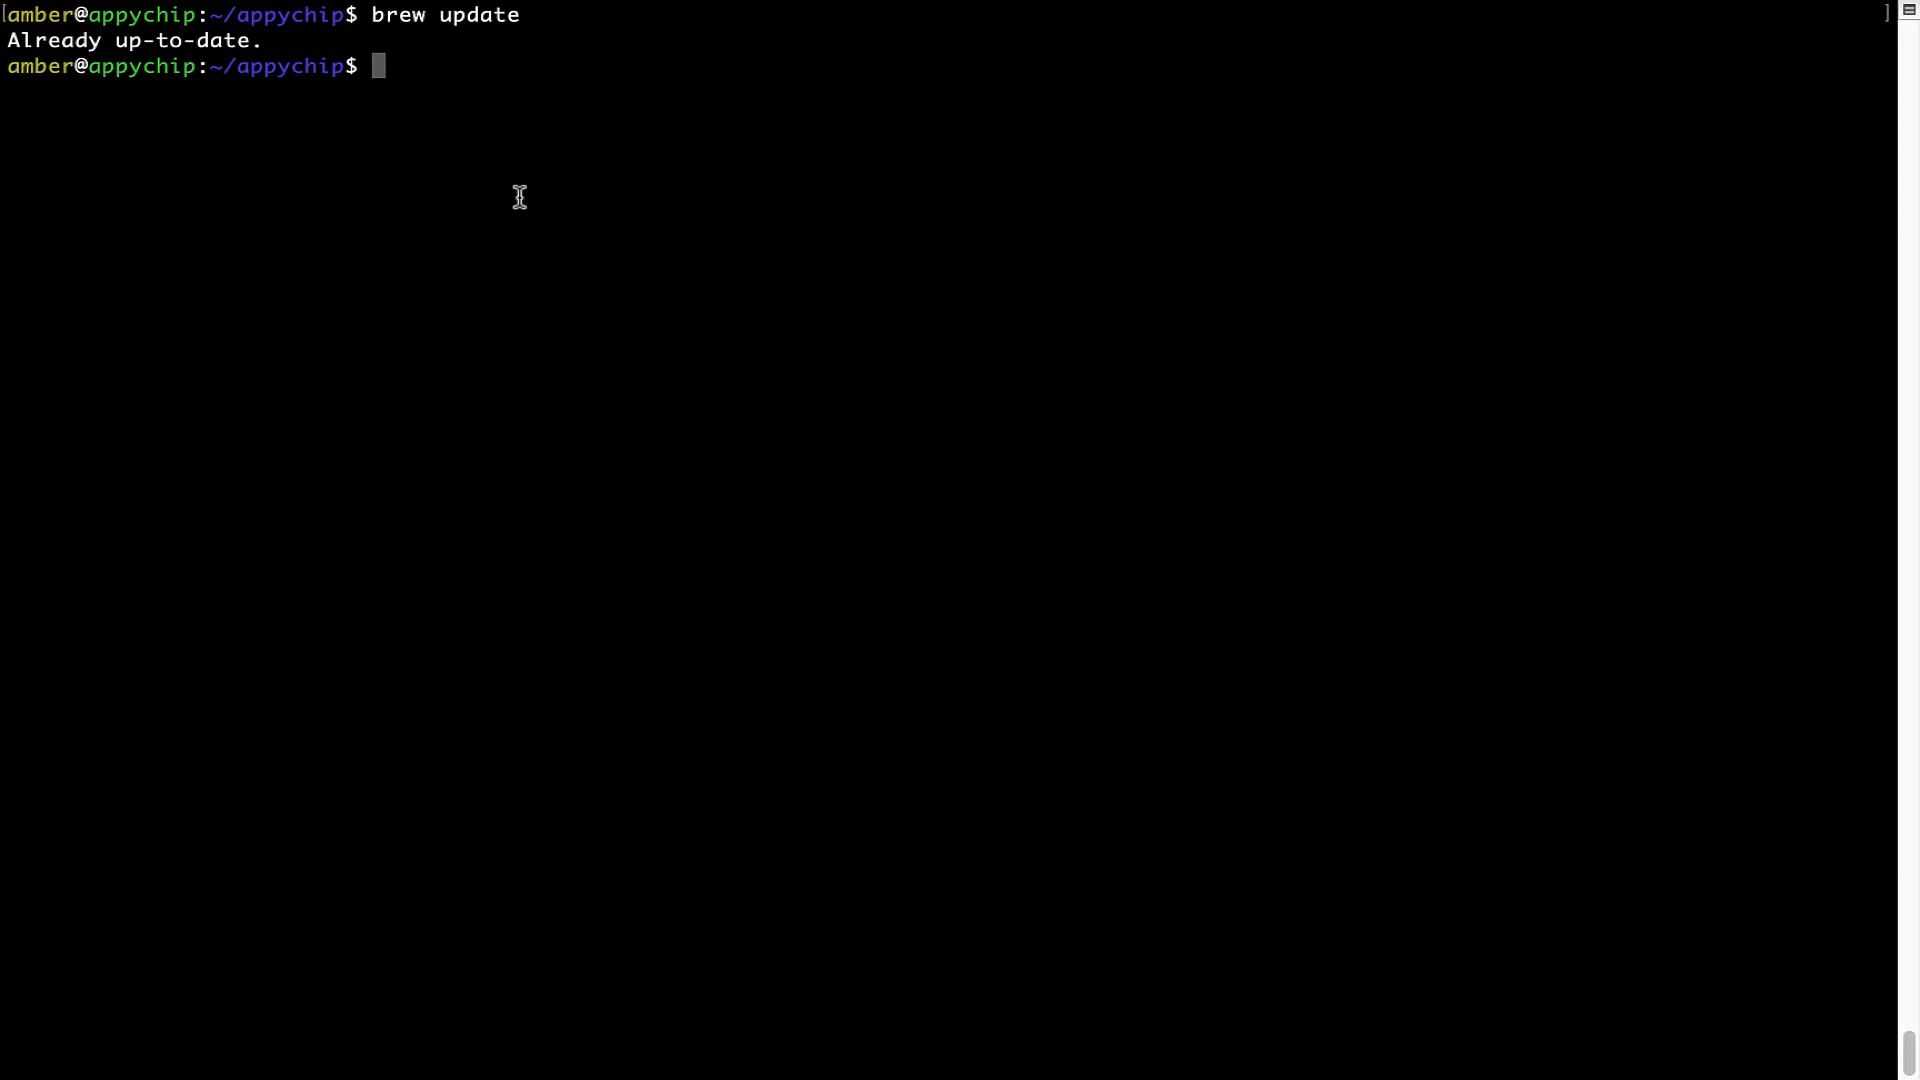 [amber@appychip:~/appychip$ brew update ]
Already up-to-date.
amber@appychip:~/appychip$